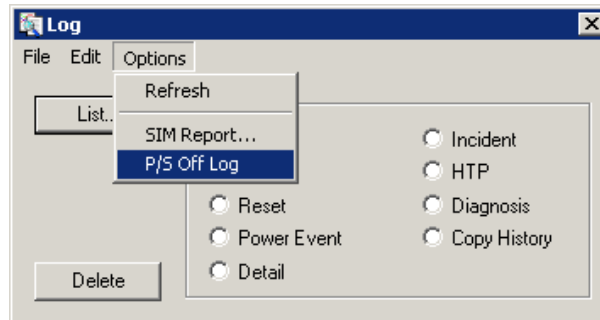 Log
File Edit Options
Refresh
List..
SIM Report...
Incident
P/S Off Log
HTP
Reset
Diagnosis
Power Event
Copy History
Detail
Delete